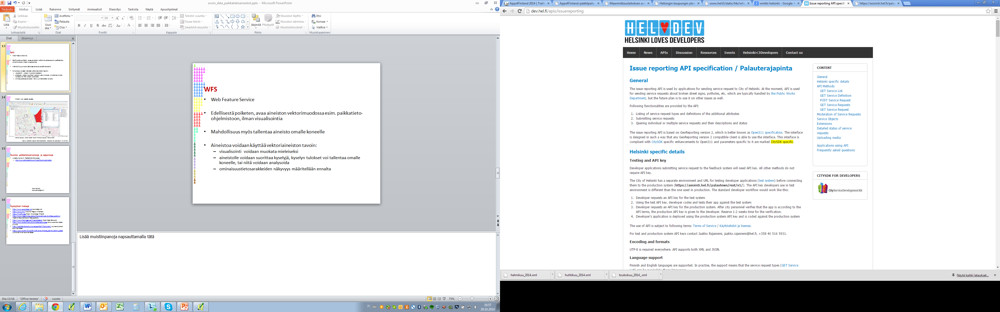 avoin_data_paikkatietoaineistot.pptx - Microsoft PowerPoint
Tiedosto Aloitus Lisää Rakenne Siirtymät Animaatiot Diaesitys Tarkista Näytä Apuohjelmat
Liitä
Leikkaa
Kopioi
Muotoilusivellin
Leikepöytä
Uusi
dia
Asettelu
Palauta
Osa
Diat
18
Fontti
Tekstin suunta
Tasaa teksti
SmartArt-muunto
Kappale
Järjestä
Pikatyylit
Muodon täyttö
Muodon ääriviiva
Muototehosteet
Piirto
Etsi
Korvaa
Valitse
Muokkaaminen
Diat Jäsennys
13
WFS
Web Feature Service
14
15
Avoimia paikkatietoaineistoja ja rajapintoja
16
Hyödyllisiä linkkejä
WFS
• Web Feature Service
• Edellisestä poiketen, avaa aineiston vektorimuodossa esim. paikkatieto-
ohjelmistoon, ilman visualisointia
• Mahdollisuus myös tallentaa aineisto omalle koneelle
• Aineistoa voidaan käyttää vektoriaineiston tavoin:
– visualisointi voidaan muokata mieleiseksi
– aineistolle voidaan suorittaa kyselyjä, kyselyn tulokset voi tallentaa omalle
koneelle, tai niitä voidaan analysoida
– ominaisuustietosarakkeiden näkyvyys määritellään ennalta
Lisää muistiinpanoja napsauttamalla tätä
Dia 13/16 "Office-teema" suomi
75%
FI
16:57
29.10.2014
Apps4Finland 2014 | Trell
Apps4Finland-pääkilpailu
Maanmittauslaitoksen avo
Helsingin kaupungin yleis
www.hel.fi/static/hkr/wfs
winkki helsinki - Google-h
Issue reporting API specifi
https://asiointi.hel.fi/pala
dev.hel.fi/apis/issuereporting
HEL DEV
HELSINKI LOVES DEVELOPERS
Home News APIs Discussion Resources Events Helsinki<3Developers Contact us
Issue reporting API specification / Palauterajapinta
General
The issue reporting API is used by applications for sending service request to City of Helsinki. At the moment, API is used
for sending service requests about broken street signs, potholes, etc, which are typically handled by the Public Works
Department, but the future plan is to use it on other issues as well.
Following functionalities are provided by the API:
1. Listing of service request types and definitions of the additional attributes
2. Submitting service requests
3. Quering individual or multiple service requests and their descriptions and status
The issue reporting API is based on GeoReporting version 2, which is better known as Open311 specification. The interface
is designed in such a way that any GeoReporting version 2 compatible client is able to use the interface. This interface is
compliant with CitySDK specific enhancements to Open311 and parameters specific to it are marked CitySDK specific.
Helsinki specific details
Testing and API key
Developer applications submitting service request to the feedback system will need API key. All other methods do not
require API key.
The City of Helsinki has a separate environment and URL for testing developer applications (test system) before connecting
them to the production system (https://asiointi.hel.fi/palautews/rest/v1/). The API key developers use in test
environment is different than the one used in production. The standard developer workflow would work like this:
1. Developer requests an API key for the test system
2. Using the test API key, developer codes and tests their app against the test system
3. Developer requests an API key for the production system. After city personnel verifies that the app is according to the
API terms, the production API key is given to the developer. Reserve 1-2 weeks time for the verification.
4. Developer's application is deployed using the production system API key and is coded against the production system
The use of API is subject to following terms: Terms of Service / Käyttöehdot ja lisenssi.
For test and production system API keys contact Jaakko Rajaniemi, jaakko.rajaniemi@hel.fi, +358 40 516 5931.
Encoding and formats
UTF-8 is required everywhere. API supports both XML and JSON.
Language support
Finnish and English languages are supported. In practise, the support means that the service request types (GET Service
CONTENT
General
Helsinki specific details
API Methods
GET Service List
GET Service Definition
POST Service Request
GET Service Requests
GET Service Request
Moderation of Service Requests
Service Objects
Extensions
Detailed status of service
requests
Uploading media
Applications using API
Frequently asked questions
CITYSDK FOR DEVELOPERS
CityServiceDevelopmentKit
helmikuu_2014.xml
huhtikuu_2014.xml
toukokuu_2014_.xml
Näytä kaikki lataukset...